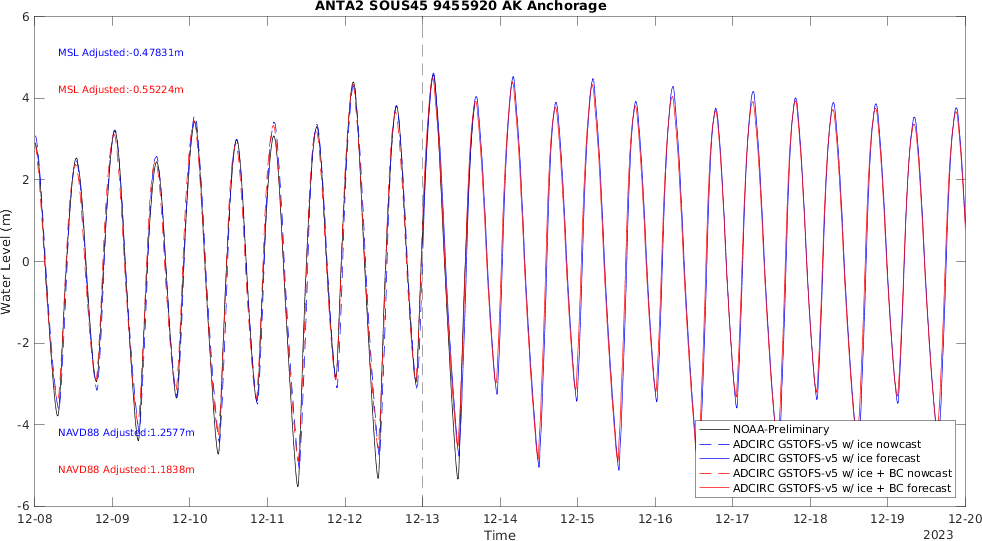 ANTA2 SOUS45 9455920 AK Anchorage
6
4
2
0
-2
-4
-6
Water Level (m)
MSL Adjusted:-0.47831m
MSL Adjusted:-0.55224m
NAVD88 Adjusted:1.2577m
NAVD88 Adjusted:1.1838m
NOAA-Preliminary
ADCIRC GSTOFS-v5 w/ ice nowcast
ADCIRC GSTOFS-v5 w/ ice forecast
ADCIRC GSTOFS-v5 w/ ice + BC nowcast
ADCIRC GSTOFS-v5 w/ ice + BC forecast
12-08 12-09 12-10 12-11 12-12 12-13 12-14 12-15 12-16 12-17 12-18 12-19 12-20
Time
2023